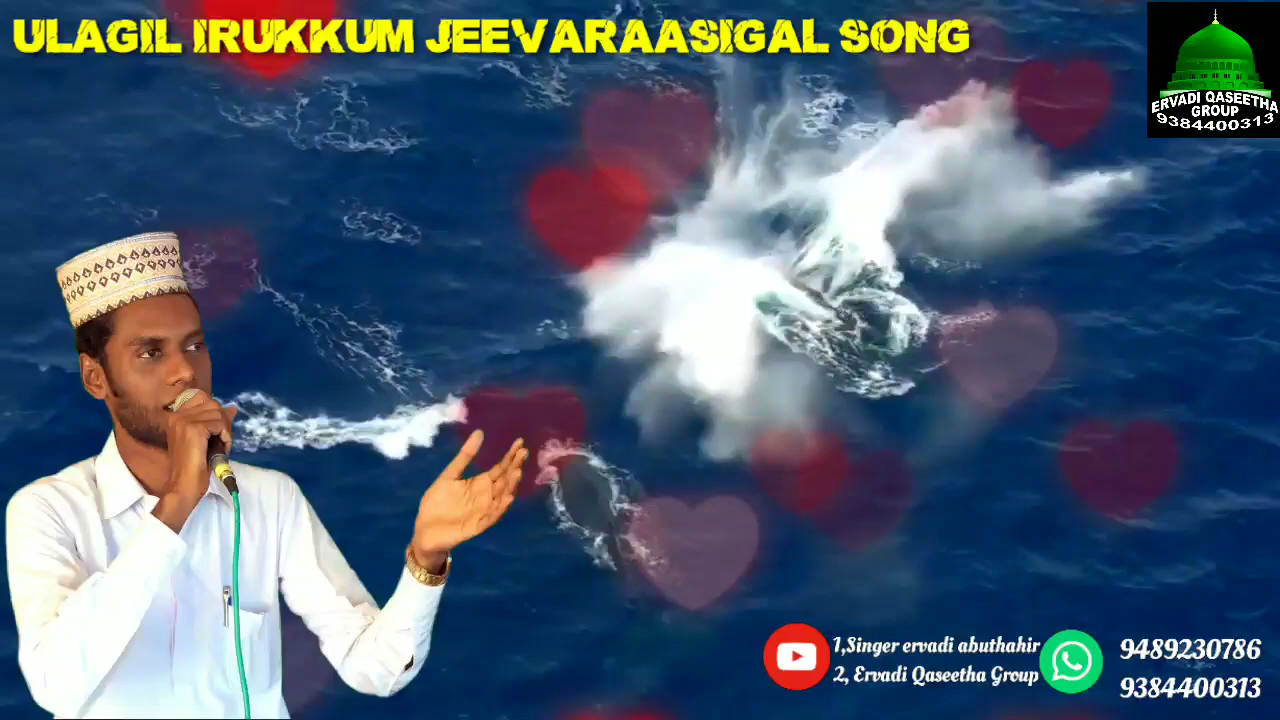 ULAGIL IRUKKUM JEEVARAASIGAL SONG
ERVADI QASEETHA
GROUP
9384400313
1,Singer ervadi abuthahir
2, Ervadi Qaseetha Group
9489230786
9384400313